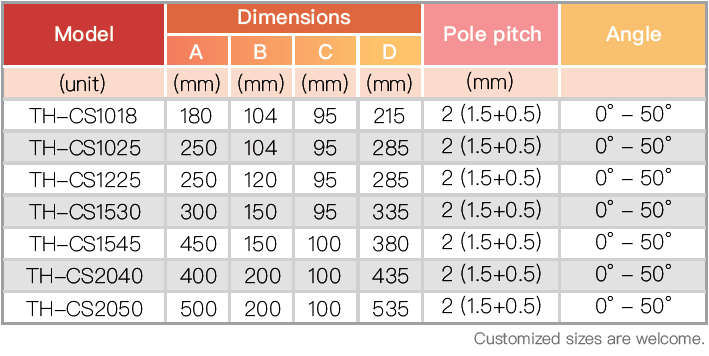 Model Dimensions Pole pitch Angle
A B C D
(unit) (mm) (mm) (mm) (mm) (mm)
TH-CS1018 180 104 95 215 2 (1.5+0.5) 0° – 50°
TH-CS1025 250 104 95 285 2 (1.5+0.5) 0° – 50°
TH-CS1225 250 120 95 285 2 (1.5+0.5) 0° – 50°
TH-CS1530 300 150 95 335 2 (1.5+0.5) 0° – 50°
TH-CS1545 450 150 100 380 2 (1.5+0.5) 0° – 50°
TH-CS2040 400 200 100 435 2 (1.5+0.5) 0° – 50°
TH-CS2050 500 200 100 535 2 (1.5+0.5) 0° – 50°
Customized sizes are welcome.